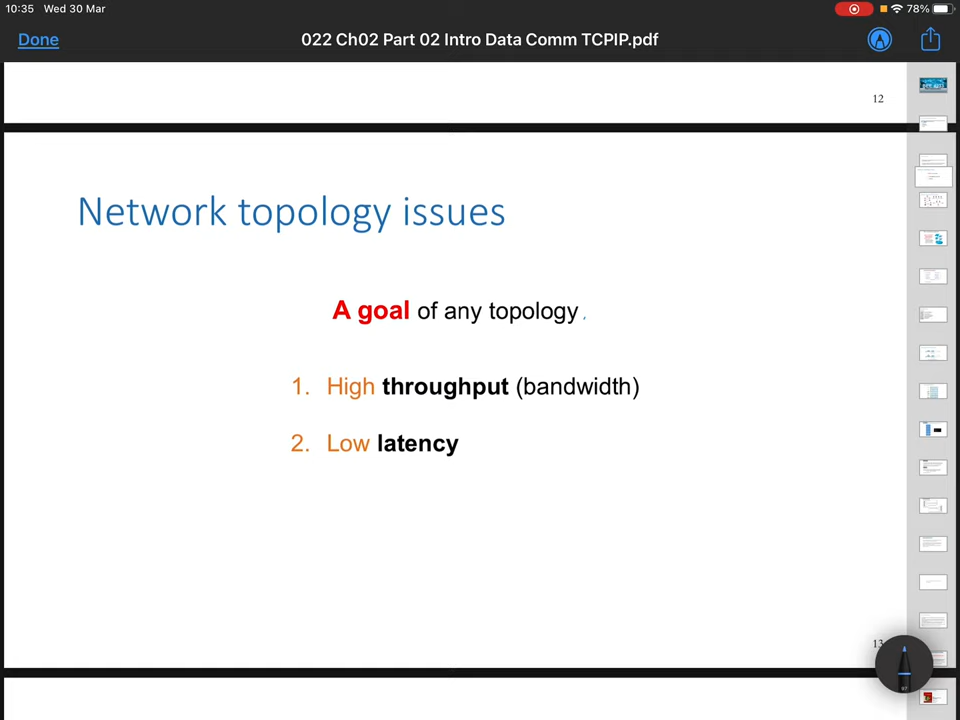 10:35 Wed 30 Mar 78%
Done 022 Ch02 Part 02 Intro Data Comm TCPIP.pdf
12
Network topology issues
A goal of any topology
1. High throughput (bandwidth)
2. Low latency
13